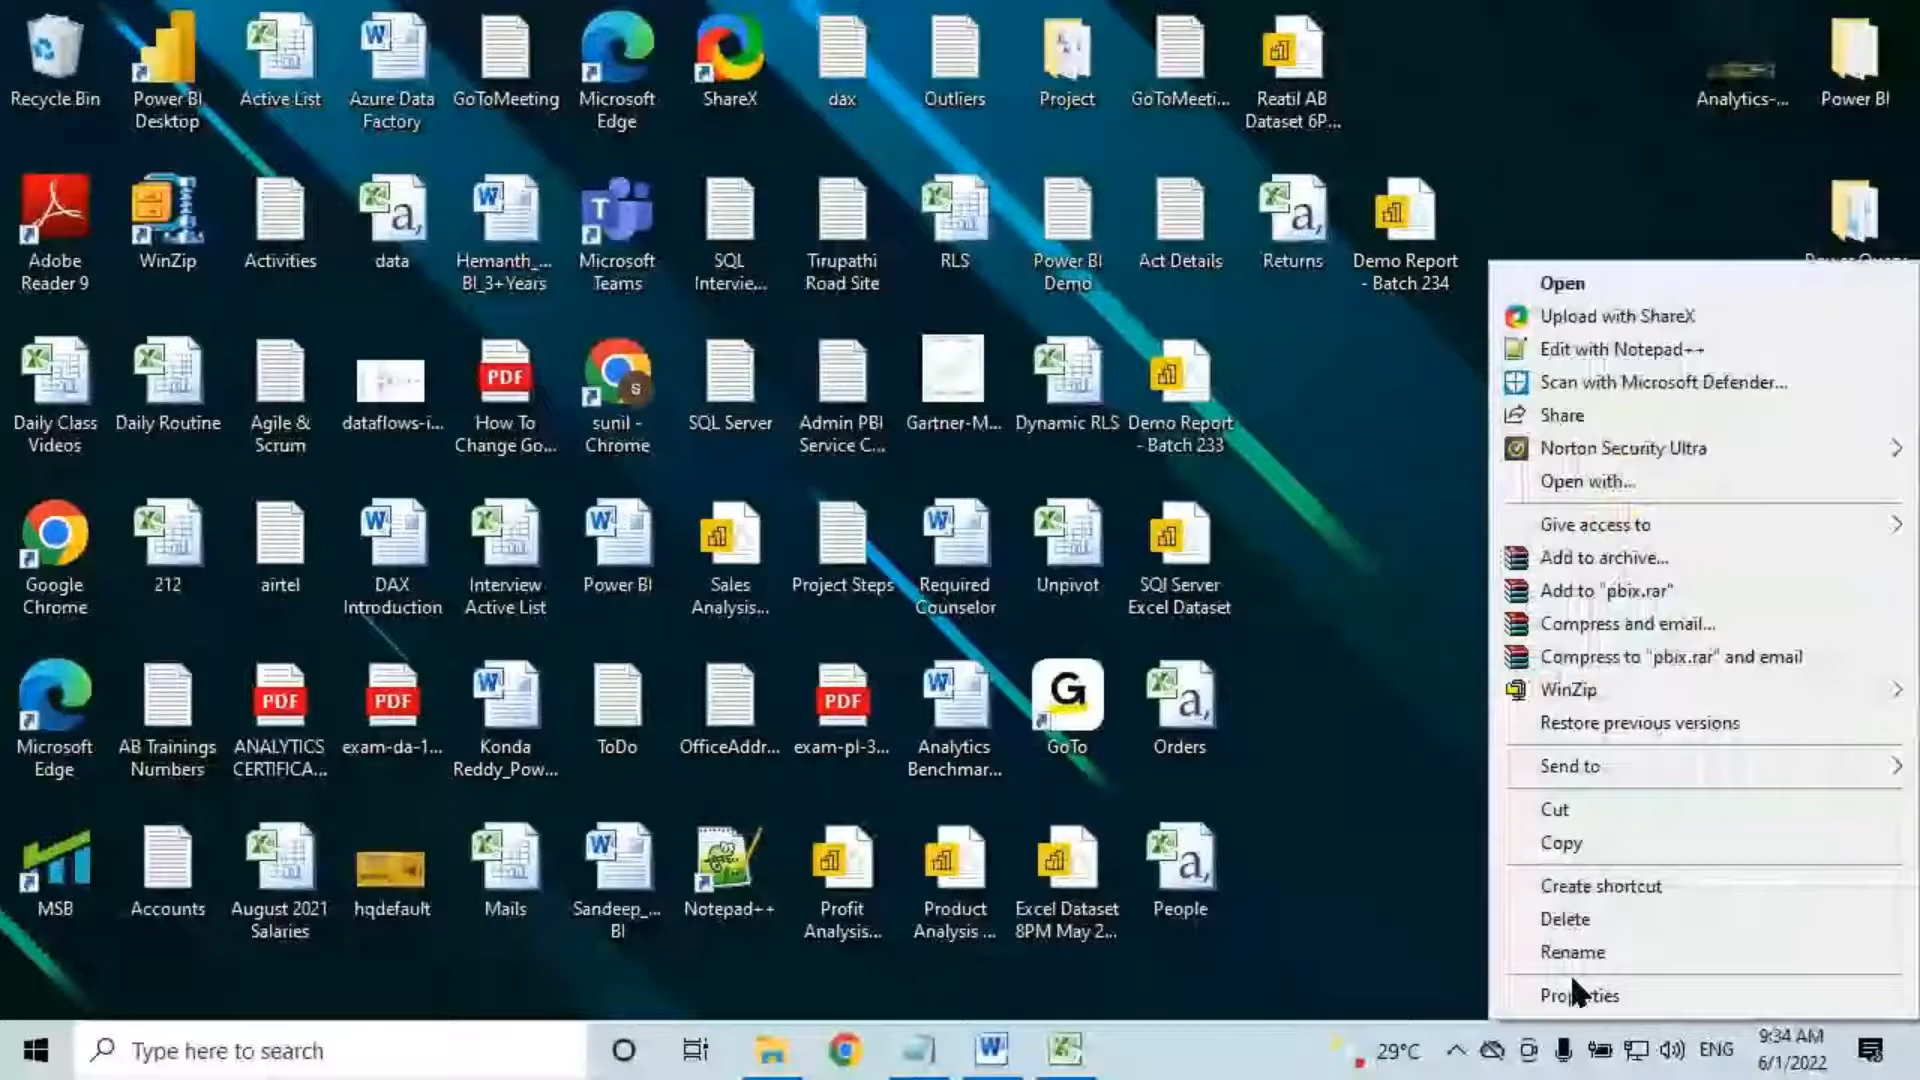 Recycle Bin
Power BI
Desktop
Active List
Azure Data
Factory
GoToMeeting
Microsoft
Edge
ShareX
dax
Outliers
Project
GoToMeeti...
Reatil AB
Dataset 6P...
Analytics-...
Power BI
Adobe
Reader 9
WinZip
Activities
data
Hemanth_...
BI_3+Years
Microsoft
Teams
SQL
Intervie...
Tirupathi
Road Site
RLS
Power BI
Demo
Act Details
Returns
Demo Report
- Batch 234
Daily Class
Videos
Daily Routine
Agile &
Scrum
dataflows-i...
PDF
How To
Change Go...
S
sunil -
Chrome
SQL Server
Admin PBI
Service C...
Gartner-M...
Dynamic RLS
Demo Report
- Batch 233
Google
Chrome
212
airtel
DAX
Introduction
Interview
Active List
Power BI
Sales
Analysis...
Project Steps
Required
Counselor
Unpivot
SQl Server
Excel Dataset
Microsoft
Edge
AB Trainings
Numbers
PDF
ANALYTICS
CERTIFICA...
PDF
exam-da-1...
Konda
Reddy_Pow...
ToDo
OfficeAddr...
PDF
exam-pl-3...
Analytics
Benchmar...
G
GoTo
Orders
MSB
Accounts
August 2021
Salaries
hqdefault
Mails
Sandeep_...
BI
Notepad++
Profit
Analysis...
Product
Analysis ...
Excel Dataset
8PM May 2...
People
Open
Upload with ShareX
Edit with Notepad++
Scan with Microsoft Defender...
Share
Norton Security Ultra
Open with...
Give access to
Add to archive...
Add to "pbix.rar"
Compress and email...
Compress to "pbix.rar" and email
WinZip
Restore previous versions
Send to
Cut
Copy
Create shortcut
Delete
Rename
Properties
Type here to search
29°C
ENG
9:34 AM
6/1/2022